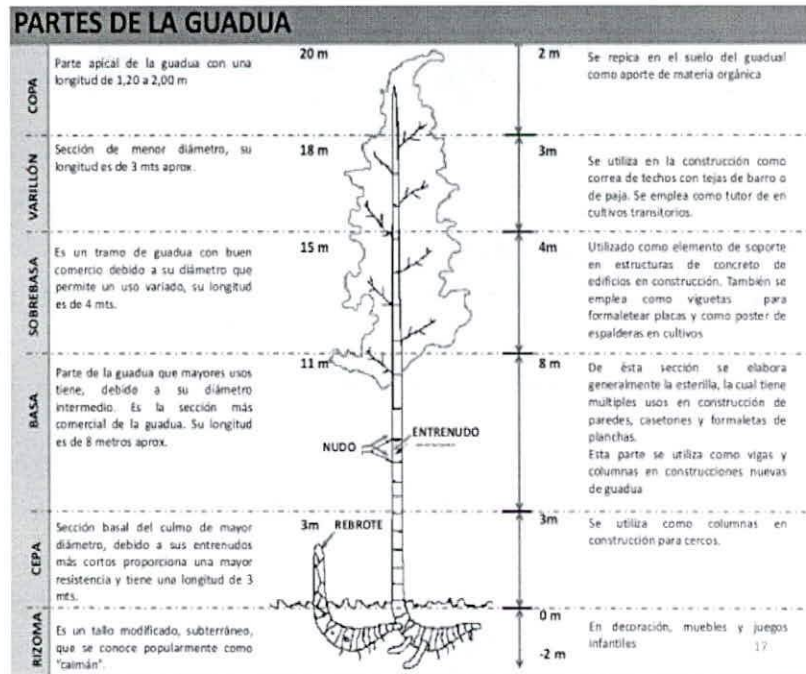 PARTES DE LA GUADUA
COPA
Parte apical de la guadua con una
longitud de 1,20 a 2,00 m
20 m
2 m
Se repica en el suelo del guadual
como aporte de materia orgánica
VARILLÓN
Sección de menor diámetro, su
longitud es de 3 mts aprox.
18 m
3m
Se utiliza en la construcción como
correa de techos con tejas de barro o
de paja. Se emplea como tutor de en
cultivos transitorios.
SOBREBASA
Es un tramo de guadua con buen
comercio debido a su diámetro que
permite un uso variado, su longitud
es de 4 mts.
15 m
4m
Utilizado como elemento de soporte
en estructuras de concreto de
edificios en construcción. También se
emplea como viguetas para
formaletear placas y como poster de
espalderas en cultivos
BASA
Parte de la guadua que mayores usos
tiene, debido a su diámetro
intermedio. Es la sección más
comercial de la guadua. Su longitud
es de 8 metros aprox.
11 m
NUDO
ENTRENUDO
8 m
De ésta sección se elabora
generalmente la esterilla, la cual tiene
múltiples usos en construcción de
paredes, casetones y formaletas de
planchas.
Esta parte se utiliza como vigas y
columnas en construcciones nuevas
de guadua
CEPA
Sección basal del culmo de mayor
diámetro, debido a sus entrenudos
más cortos proporciona una mayor
resistencia y tiene una longitud de 3
mts.
3m
REBROTE
3m
Se utiliza como columnas en
construcción para cercos.
RIZOMA
Es un tallo modificado, subterráneo,
que se conoce popularmente como
"caimán".
0 m
-2 m
En decoración, muebles y juegos
infantiles
17